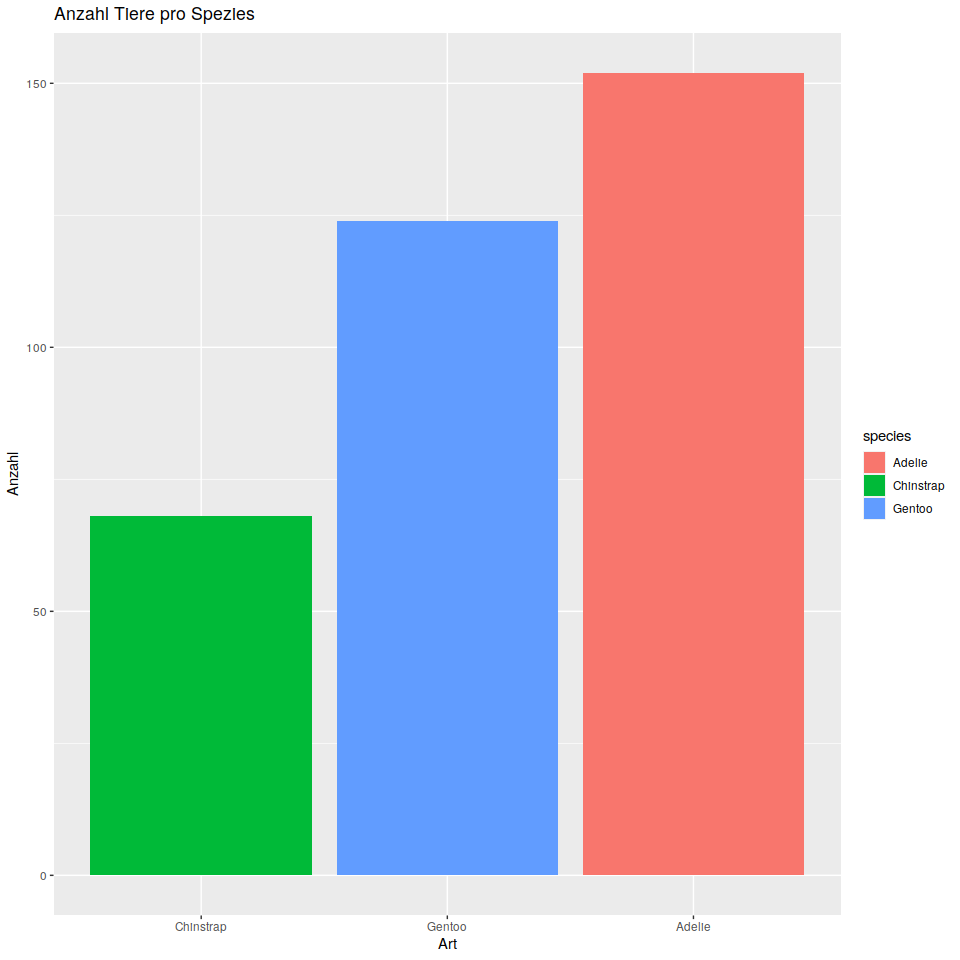 Anzahl Tiere pro Spezies
150
100
50
0
Anzahl
Chinstrap
Gentoo
Adelie
Art
species
Adelie
Chinstrap
Gentoo